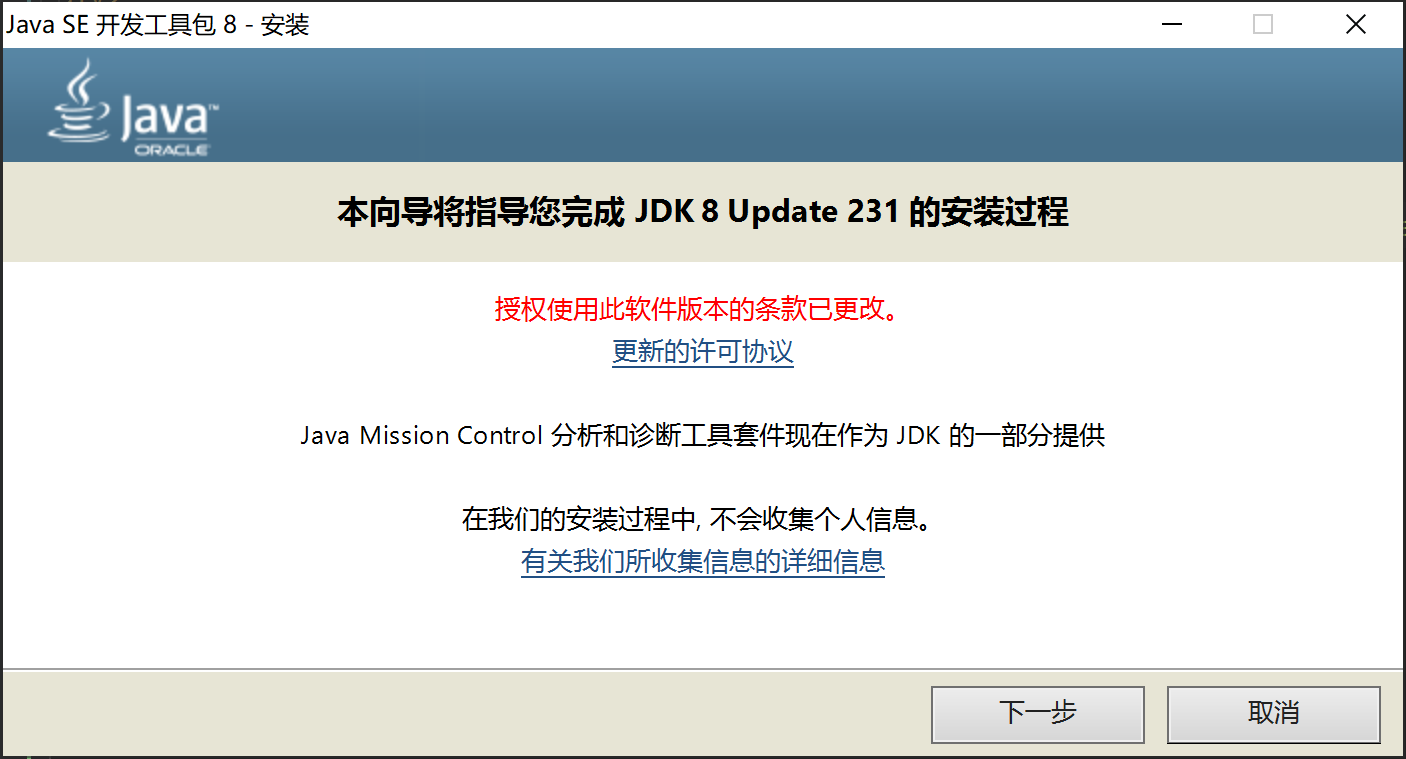 Java SE 开发工具包 8 - 安装
Java™
ORACLE
本向导将指导您完成 JDK 8 Update 231 的安装过程
授权使用此软件版本的条款已更改。
更新的许可协议
Java Mission Control 分析和诊断工具套件现在作为 JDK 的一部分提供
在我们的安装过程中, 不会收集个人信息。
有关我们所收集信息的详细信息
下一步
取消